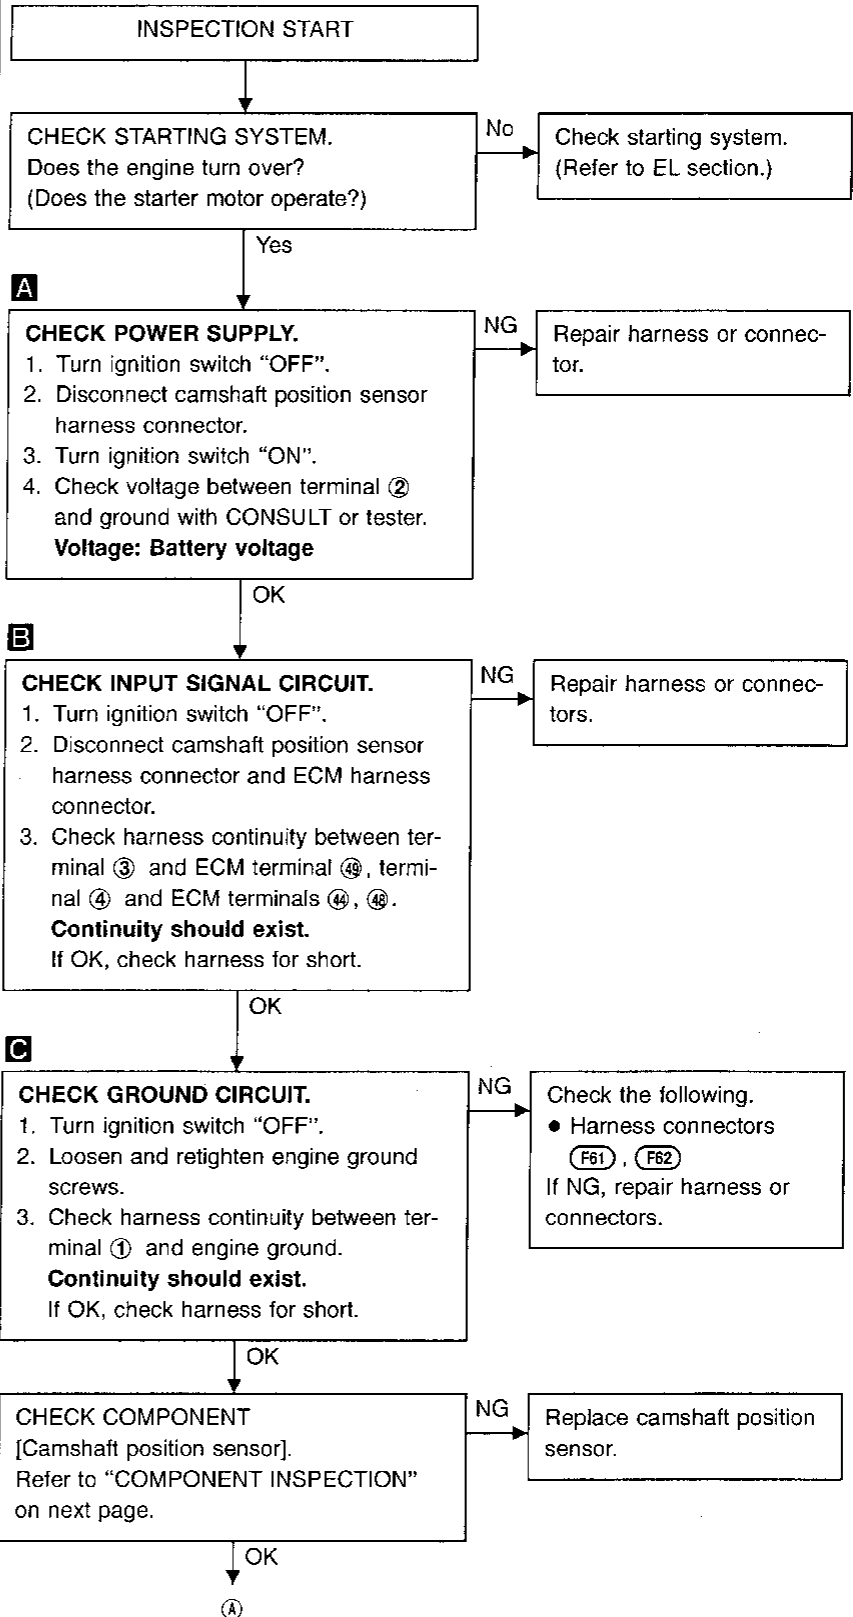 INSPECTION START
CHECK STARTING SYSTEM.
Does the engine turn over?
(Does the starter motor operate?)
No
Check starting system.
(Refer to EL section.)
Yes
A
CHECK POWER SUPPLY.
1. Turn ignition switch “OFF”.
2. Disconnect camshaft position sensor
harness connector.
3. Turn ignition switch “ON”.
4. Check voltage between terminal ②
and ground with CONSULT or tester.
Voltage: Battery voltage
NG
Repair harness or connec-
tor.
OK
B
CHECK INPUT SIGNAL CIRCUIT.
1. Turn ignition switch “OFF”.
2. Disconnect camshaft position sensor
harness connector and ECM harness
connector.
3. Check harness continuity between ter-
minal ③ and ECM terminal ㊾, termi-
nal ④ and ECM terminals ㊹, ㊽.
Continuity should exist.
If OK, check harness for short.
NG
Repair harness or connec-
tors.
OK
C
CHECK GROUND CIRCUIT.
1. Turn ignition switch “OFF”.
2. Loosen and retighten engine ground
screws.
3. Check harness continuity between ter-
minal ① and engine ground.
Continuity should exist.
If OK, check harness for short.
NG
Check the following.
● Harness connectors
F61 , F62
If NG, repair harness or
connectors.
OK
CHECK COMPONENT
[Camshaft position sensor].
Refer to “COMPONENT INSPECTION”
on next page.
NG
Replace camshaft position
sensor.
OK
Ⓐ